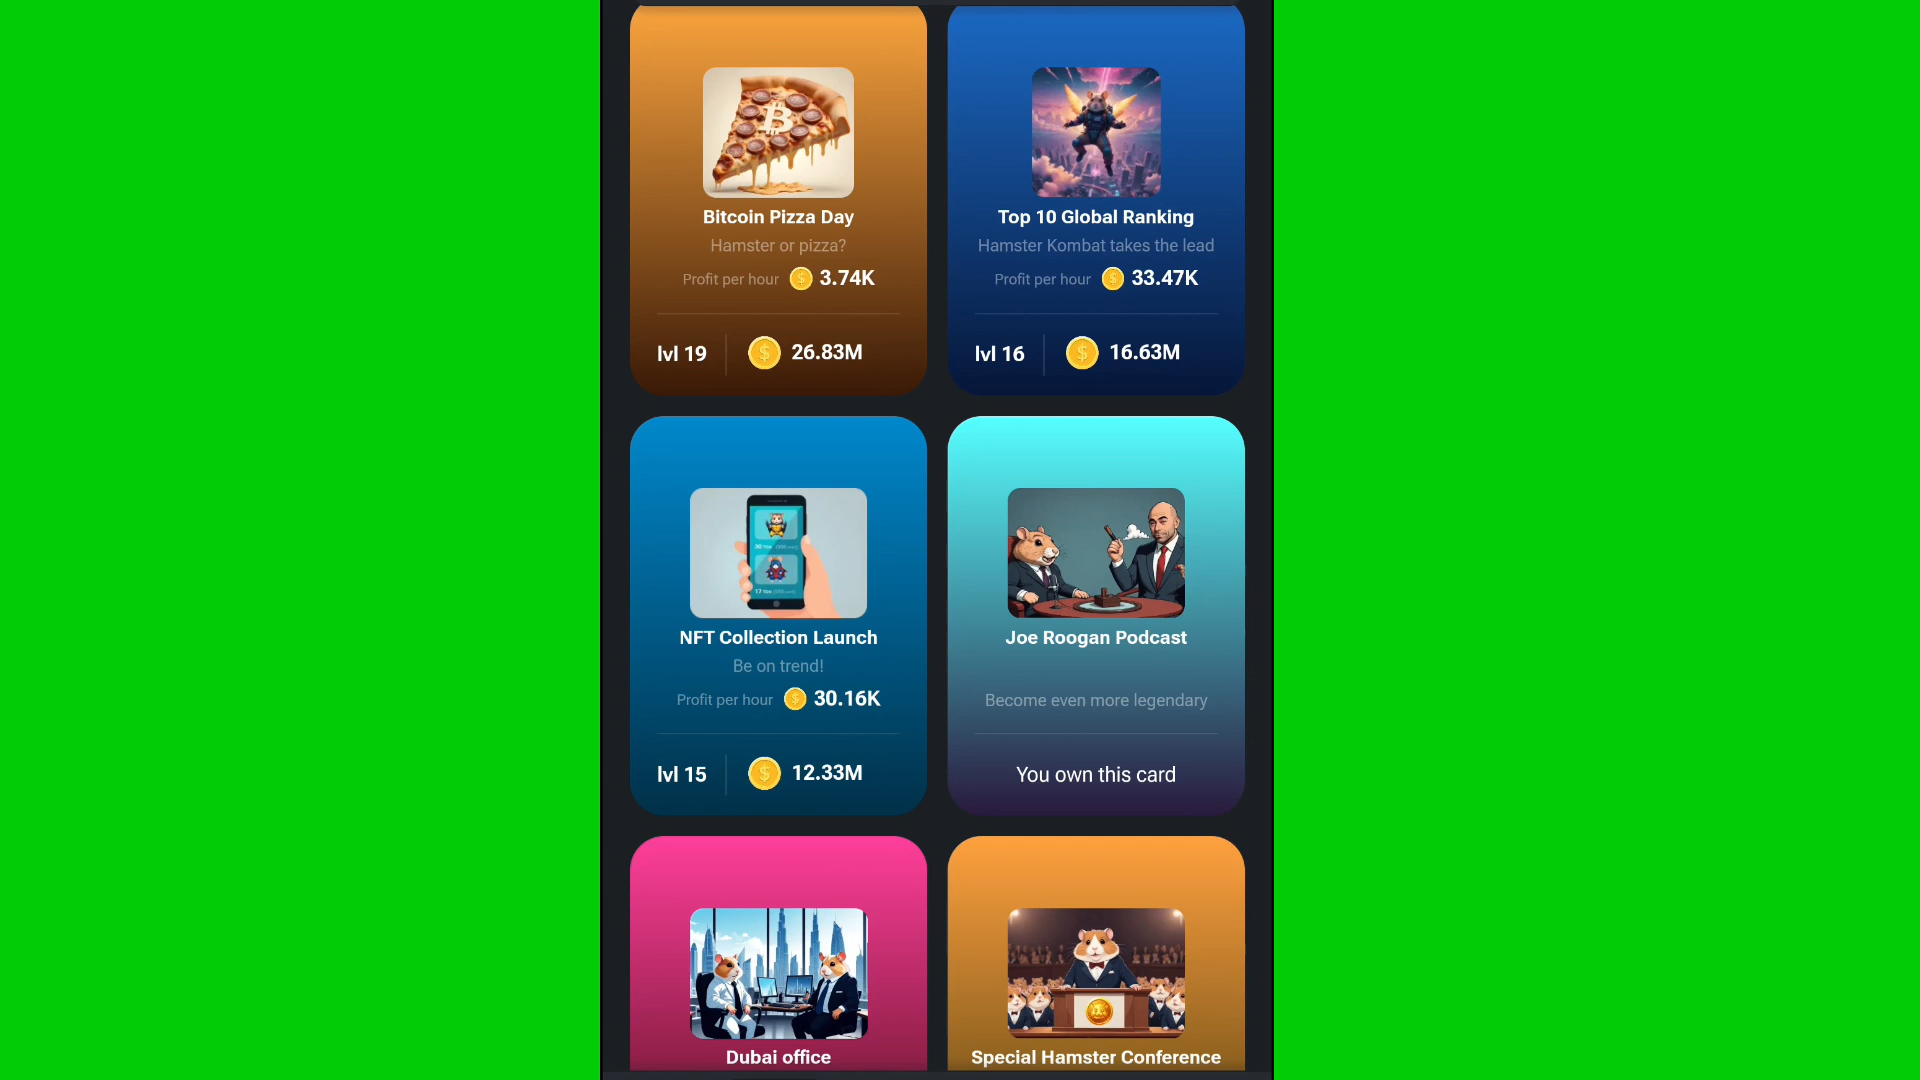 Bitcoin Pizza Day
Hamster or pizza?
Profit per hour 3.74K
lvl 19 26.83M
Top 10 Global Ranking
Hamster Kombat takes the lead
Profit per hour 33.47K
lvl 16 16.63M
NFT Collection Launch
Be on trend!
Profit per hour 30.16K
lvl 15 12.33M
Joe Roogan Podcast
Become even more legendary
You own this card
Dubai office
Special Hamster Conference